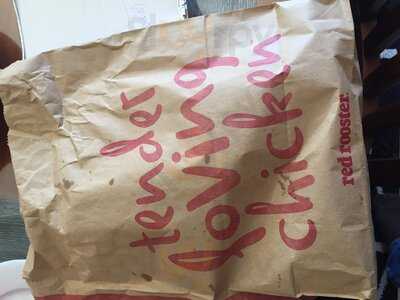 tender
loving
chicken
red rooster